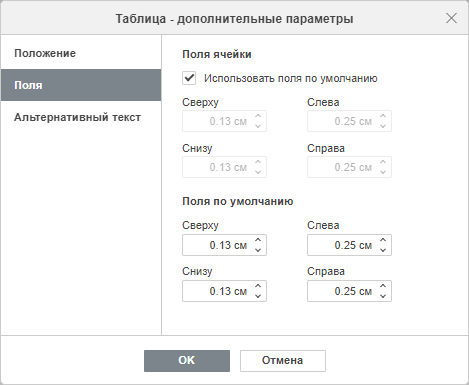 Таблица - дополнительные параметры
Положение
Поля
Альтернативный текст
Поля ячейки
Использовать поля по умолчанию
Сверху Слева
0.13 см 0.25 см
Снизу Справа
0.13 см 0.25 см
Поля по умолчанию
Сверху Слева
0.13 см 0.25 см
Снизу Справа
0.13 см 0.25 см
OK Отмена